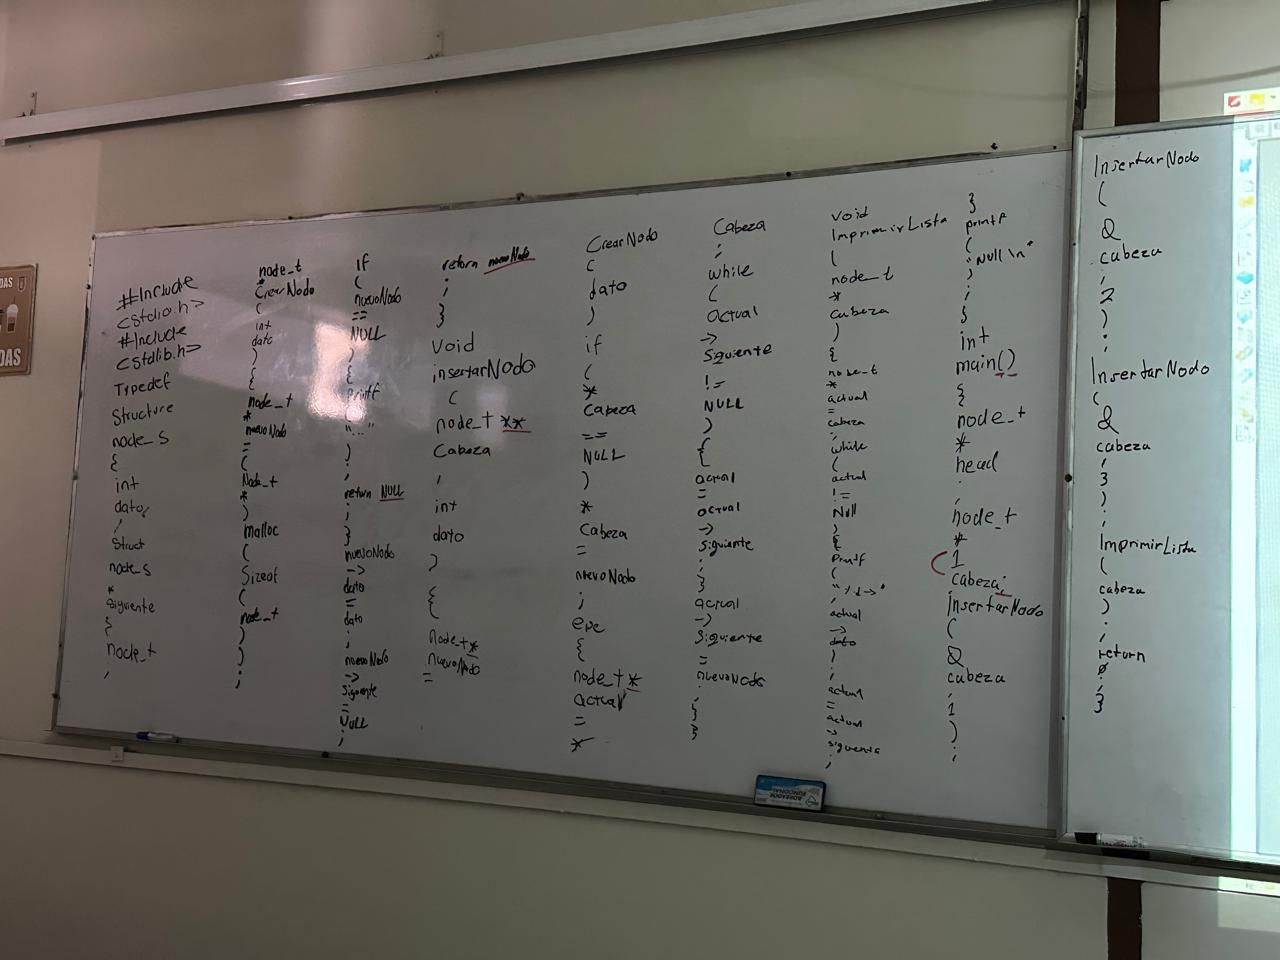 #Include
<stdio.h>
#Include
<stdlib.h>
Typedef
Structure
node_s
{
int
dato;
struct
node_s
*
siguiente
}
node_t
;
node_t
*
CrearNodo
(
int
dato
)
{
node_t
*
nuevoNodo
=
(
Node_t
*
)
malloc
(
Sizeof
(
node_t
)
)
;
If
(
nuevoNodo
==
NULL
)
{
printf
(
"..."
)
;
return NULL
;
}
nuevoNodo
->
dato
=
dato
;
nuevoNodo
->
siguiente
=
NULL
;
return nuevoNodo
;
}
Void
insertarNodo
(
node_t **
Cabeza
,
int
dato
)
{
Node_t*
nuevoNodo
=
CrearNodo
(
dato
)
if
(
*
Cabeza
==
NULL
)
*
Cabeza
=
nuevoNodo
;
{
node_t *
actual
=
*
Cabeza
;
while
(
actual
->
Siguiente
!=
NULL
)
{
actual
=
actual
->
Siguiente
;
}
actual
->
Siguiente
=
nuevoNodo
;
}
}
Void
ImprimirLista
(
node_t
*
cabeza
)
{
node_t
*
actual
=
cabeza
;
while
(
actual
!=
Null
)
{
Printf
(
actual
->
dato
)
;
actual
=
actual
->
siguiente
;
}
printf
(
"Null \n"
)
;
}
int
main()
{
node_t
*
head
;
node_t
*
1
cabeza;
InsertarNodo
(
&
cabeza
,
1
)
;
InsertarNodo
(
&
cabeza
,
2
)
;
InsertarNodo
(
&
cabeza
,
3
)
;
ImprimirLista
(
cabeza
)
;
return
0
;
}
BORRADOR
FUNCIONAL
DAS
DAS